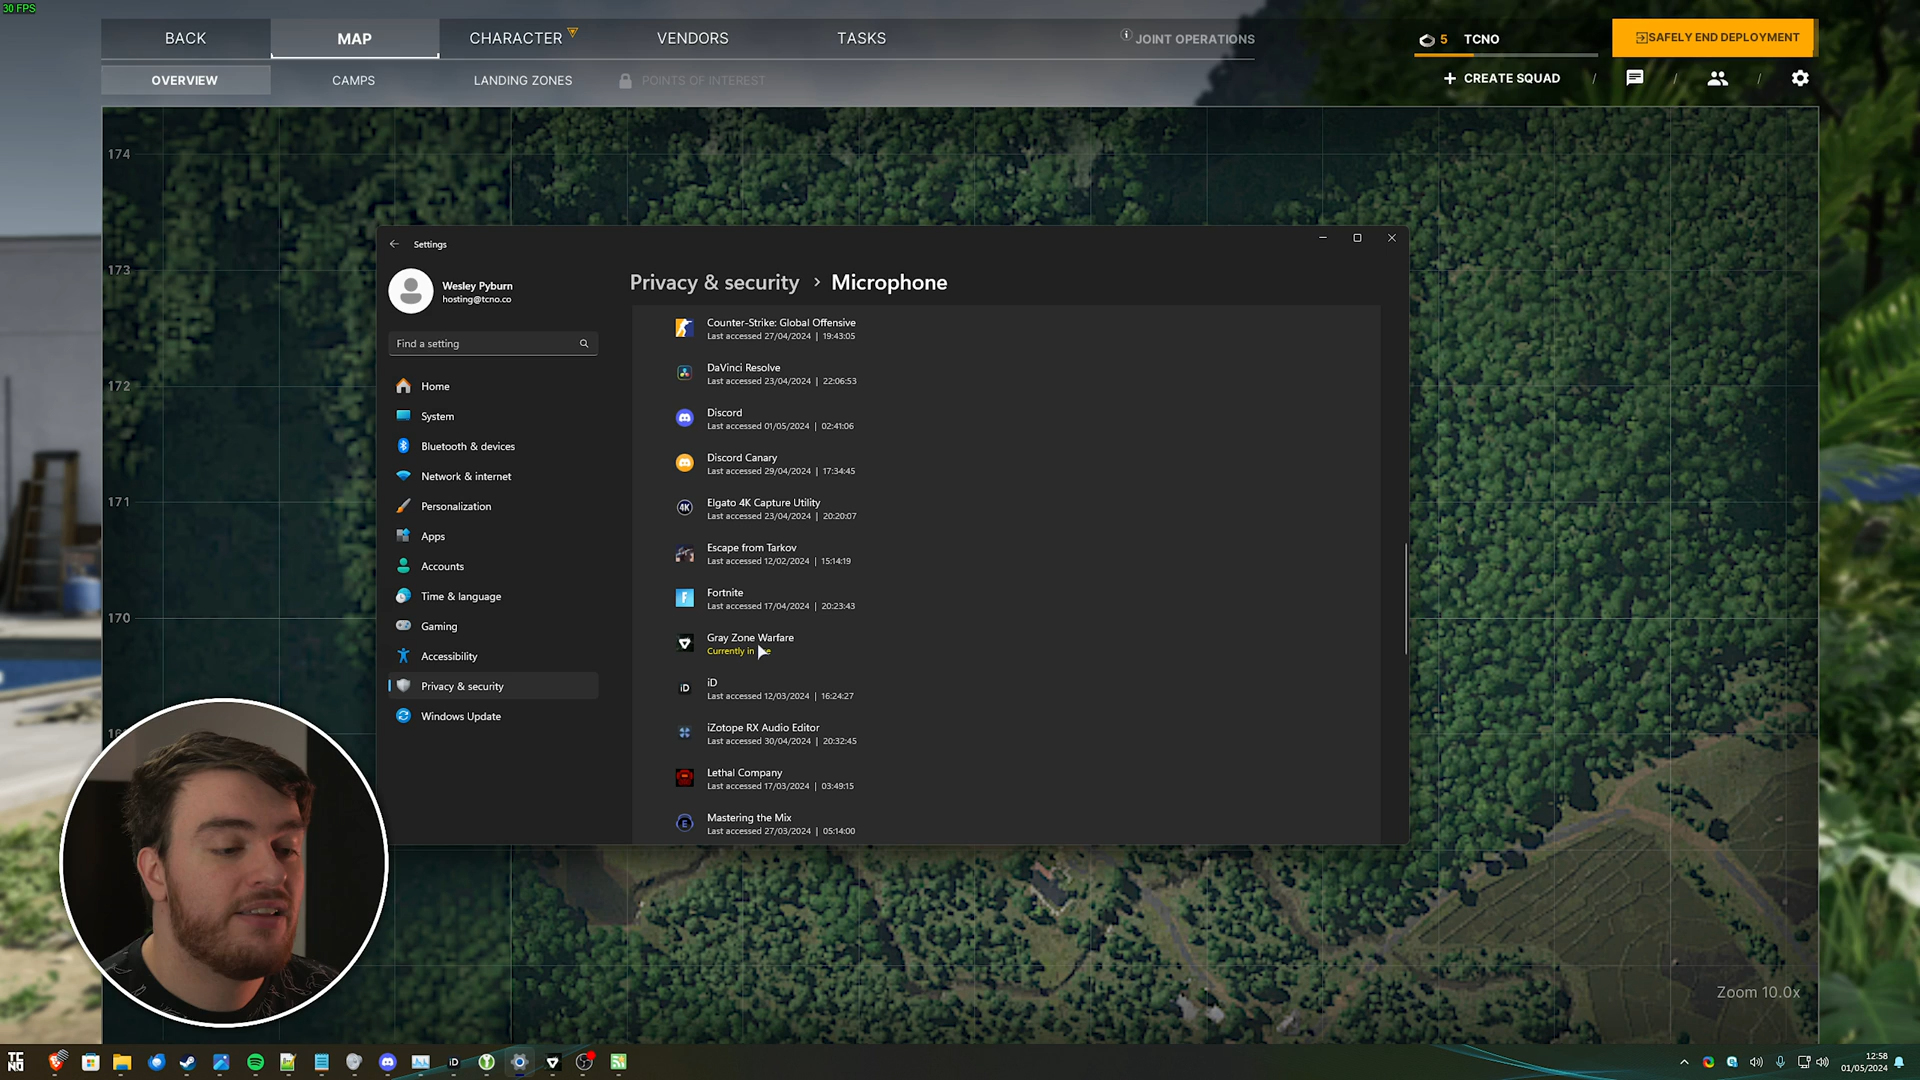 30 FPS
BACK
MAP
CHARACTER
VENDORS
TASKS
JOINT OPERATIONS
5 TCNO
SAFELY END DEPLOYMENT
OVERVIEW
CAMPS
LANDING ZONES
POINTS OF INTEREST
+ CREATE SQUAD / / /
174
173
172
171
170
Settings
Wesley Pyburn
hosting@tcno.co
Find a setting
Home
System
Bluetooth & devices
Network & internet
Personalization
Apps
Accounts
Time & language
Gaming
Accessibility
Privacy & security
Windows Update
Privacy & security › Microphone
Counter-Strike: Global Offensive
Last accessed 27/04/2024 | 19:43:05
DaVinci Resolve
Last accessed 23/04/2024 | 22:06:53
Discord
Last accessed 01/05/2024 | 02:41:06
Discord Canary
Last accessed 29/04/2024 | 17:34:45
4K
Elgato 4K Capture Utility
Last accessed 23/04/2024 | 20:20:07
Escape from Tarkov
Last accessed 12/02/2024 | 15:14:19
Fortnite
Last accessed 17/04/2024 | 20:23:43
Gray Zone Warfare
Currently in
iD
iD
Last accessed 12/03/2024 | 16:24:27
iZotope RX Audio Editor
Last accessed 30/04/2024 | 20:32:45
Lethal Company
Last accessed 17/03/2024 | 03:49:15
Mastering the Mix
Last accessed 27/03/2024 | 05:14:00
Zoom 10.0x
TC
NO
iD
12:58
01/05/2024